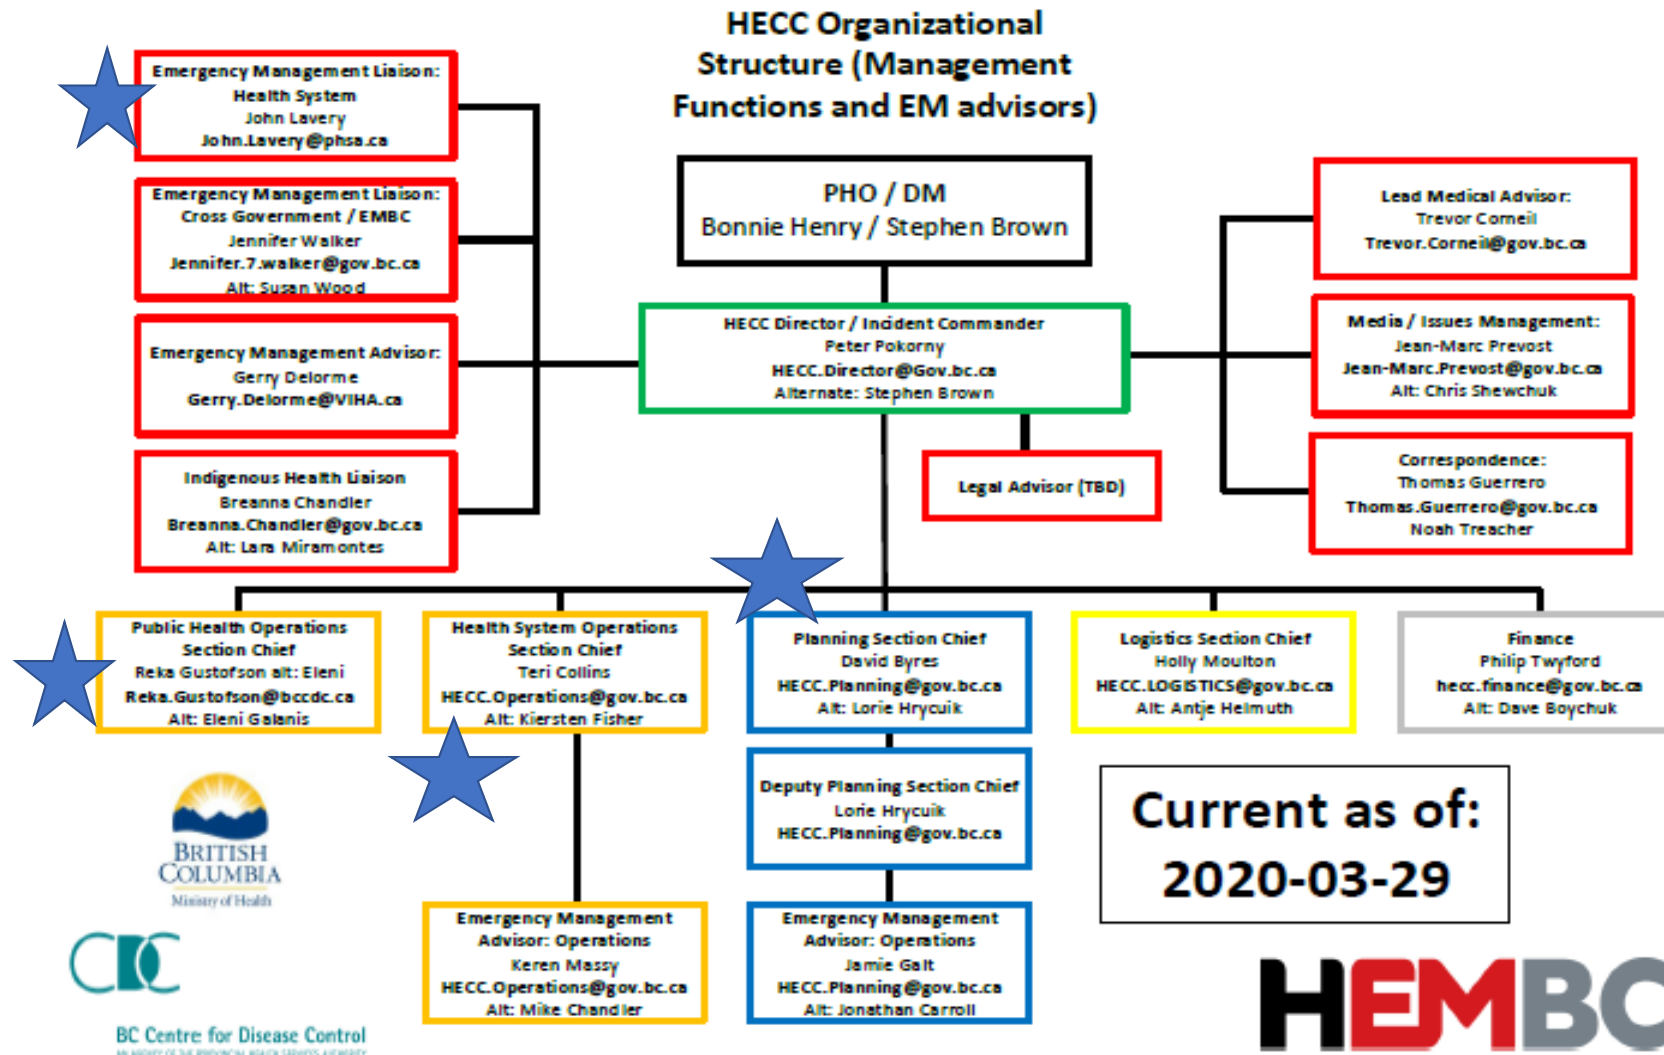 HECC Organizational
Structure (Management
Functions and EM advisors)
Emergency Management Liaison:
Health System
John Lavery
John.Lavery@phsa.ca
Emergency Management Liaison:
Cross Government / EMBC
Jennifer Walker
Jennifer.7.walker@gov.bc.ca
Alt: Susan Wood
Emergency Management Advisor:
Gerry Delorme
Gerry.Delorme@VIHA.ca
Indigenous Health Liaison
Breanna Chandler
Breanna.Chandler@gov.bc.ca
Alt: Lara Miramontes
PHO / DM
Bonnie Henry / Stephen Brown
HECC Director / Incident Commander
Peter Pokorny
HECC.Director@Gov.bc.ca
Alternate: Stephen Brown
Legal Advisor (TBD)
Lead Medical Advisor:
Trevor Corneil
Trevor.Corneil@gov.bc.ca
Media / Issues Management:
Jean-Marc Prevost
Jean-Marc.Prevost@gov.bc.ca
Alt: Chris Shewchuk
Correspondence:
Thomas Guerrero
Thomas.Guerrero@gov.bc.ca
Noah Treacher
Public Health Operations
Section Chief
Reka Gustofson alt: Eleni
Reka.Gustofson@bccdc.ca
Alt: Eleni Galanis
Health System Operations
Section Chief
Teri Collins
HECC.Operations@gov.bc.ca
Alt: Kiersten Fisher
Planning Section Chief
David Byres
HECC.Planning@gov.bc.ca
Alt: Lorie Hrycuik
Logistics Section Chief
Holly Moulton
HECC.LOGISTICS@gov.bc.ca
Alt: Antje Helmuth
Finance
Philip Twyford
hecc.finance@gov.bc.ca
Alt: Dave Boychuk
Deputy Planning Section Chief
Lorie Hrycuik
HECC.Planning@gov.bc.ca
Emergency Management
Advisor: Operations
Keren Massy
HECC.Operations@gov.bc.ca
Alt: Mike Chandler
Emergency Management
Advisor: Operations
Jamie Galt
HECC.Planning@gov.bc.ca
Alt: Jonathan Carroll
Current as of:
2020-03-29
BRITISH
COLUMBIA
Ministry of Health
CDC
BC Centre for Disease Control
AN AGENCY OF THE PROVINCIAL HEALTH SERVICES AUTHORITY
HEMBC